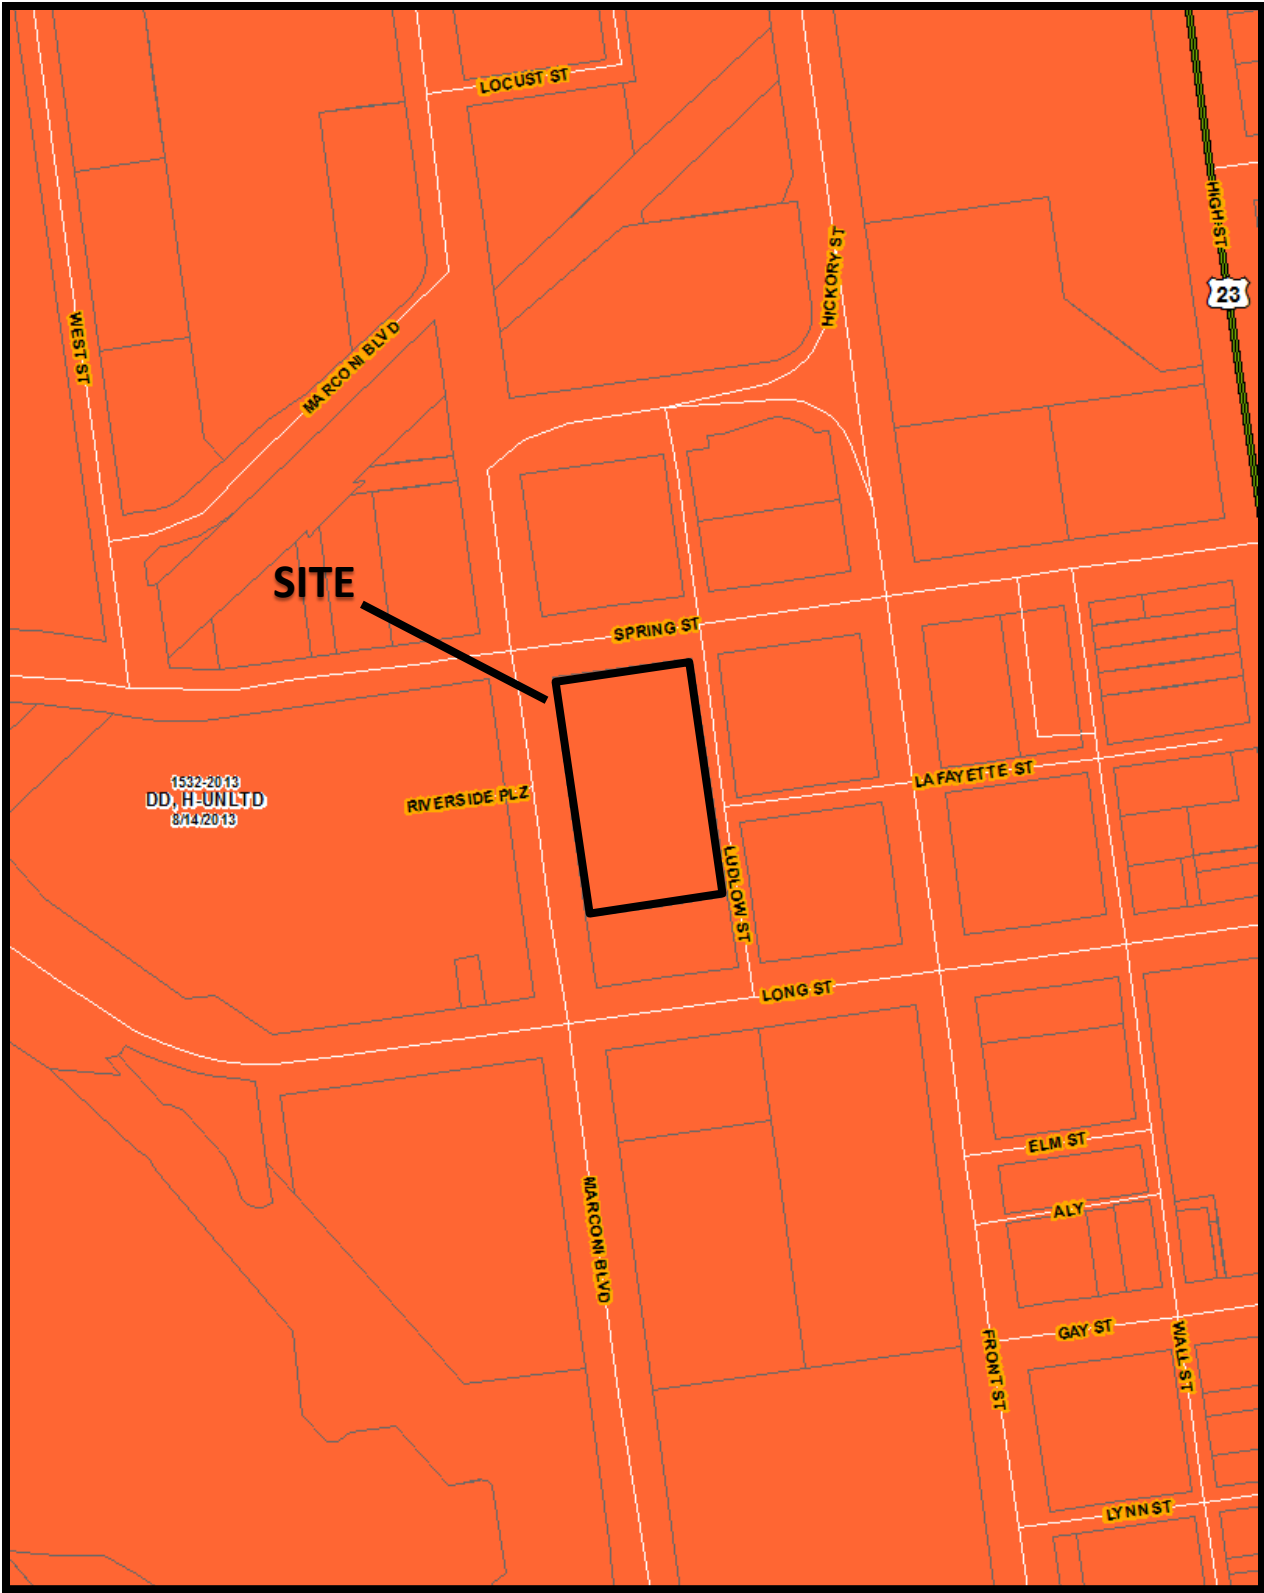 LOCUST ST
HIGH ST
HICKORY ST
23
WEST ST
MARCONI BLVD
SITE
SPRING ST
1532-2013
DD, H-UNLTD
8/14/2013
RIVERSIDE PLZ
LAFAYETTE ST
LUDLOW ST
LONG ST
ELM ST
MARCONI BLVD
ALY
GAY ST
FRONT ST
WALL ST
LYNN ST